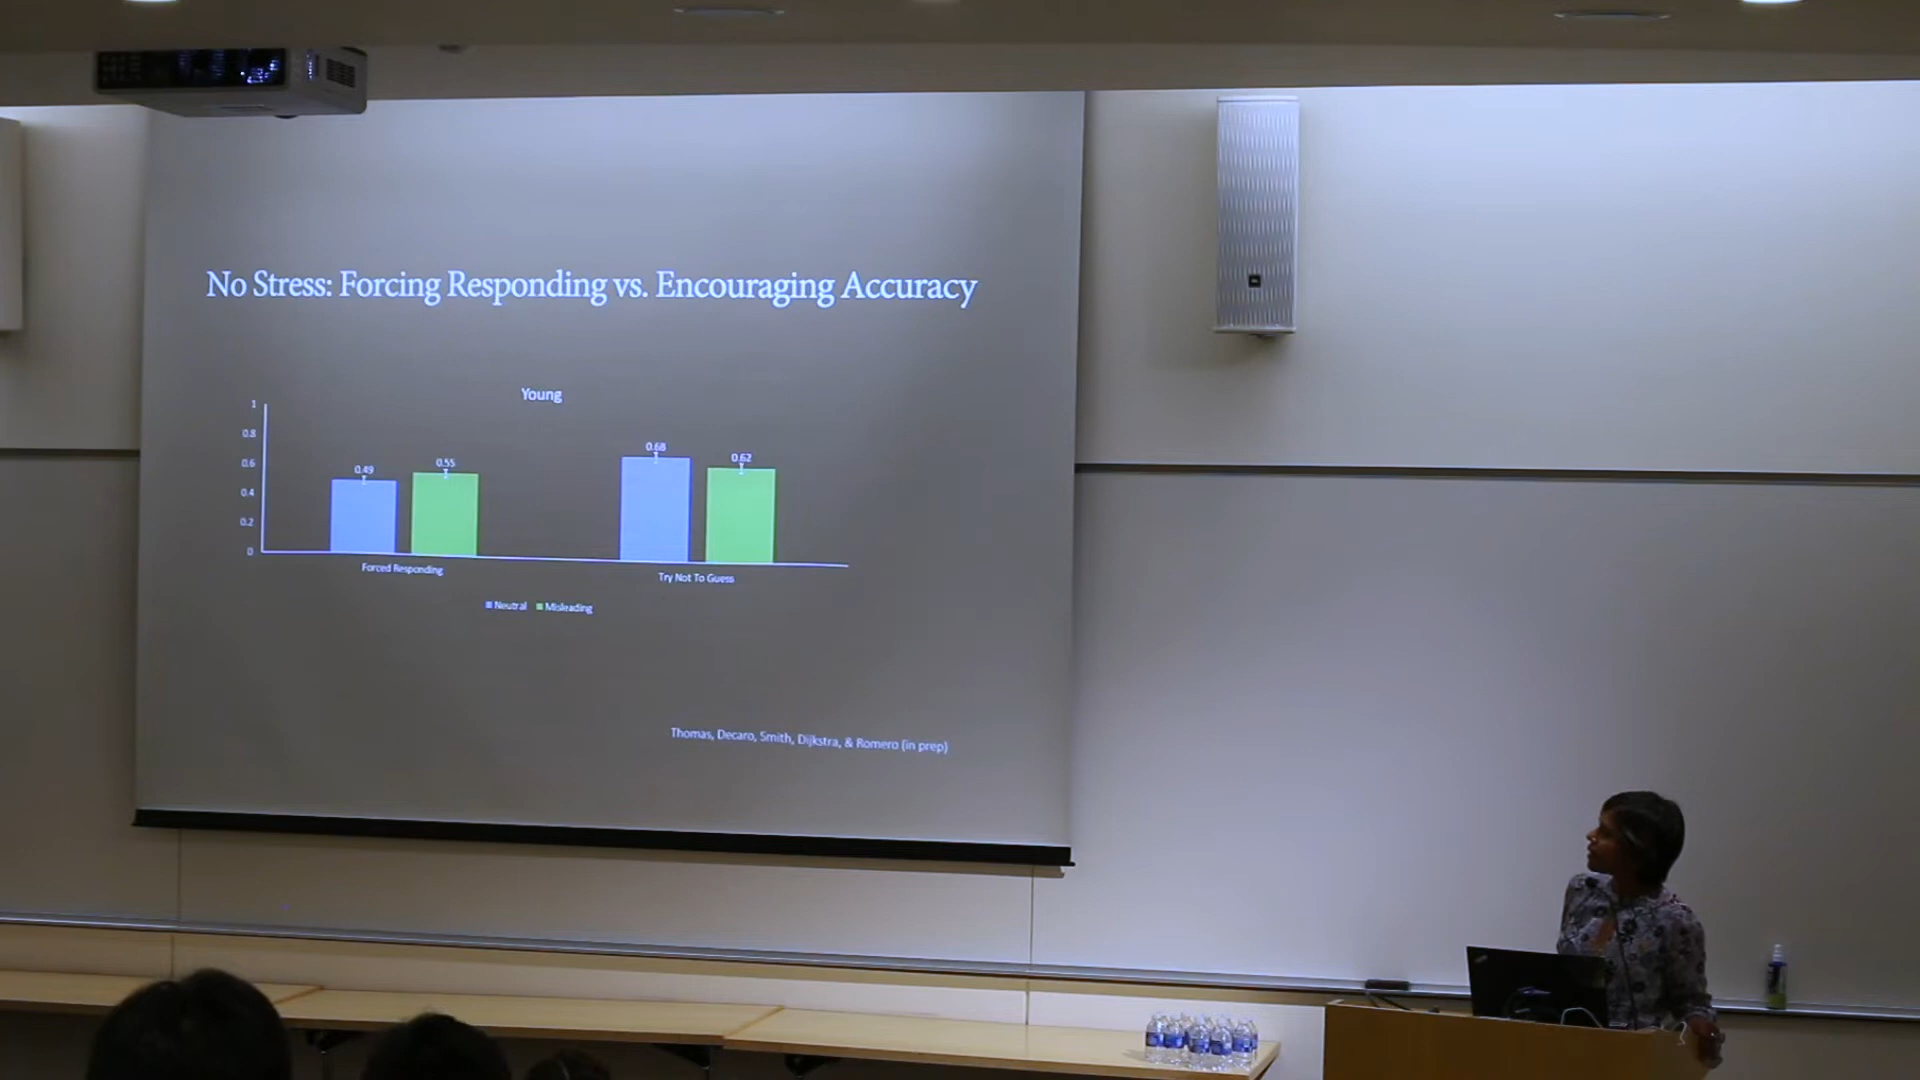 No Stress: Forcing Responding vs. Encouraging Accuracy
Young
1
0.8
0.6
0.4
0.2
0
0.49
0.55
0.68
0.62
Forced Responding
Try Not To Guess
Neutral
Misleading
Thomas, Decaro, Smith, Dijkstra, & Romero (in prep)